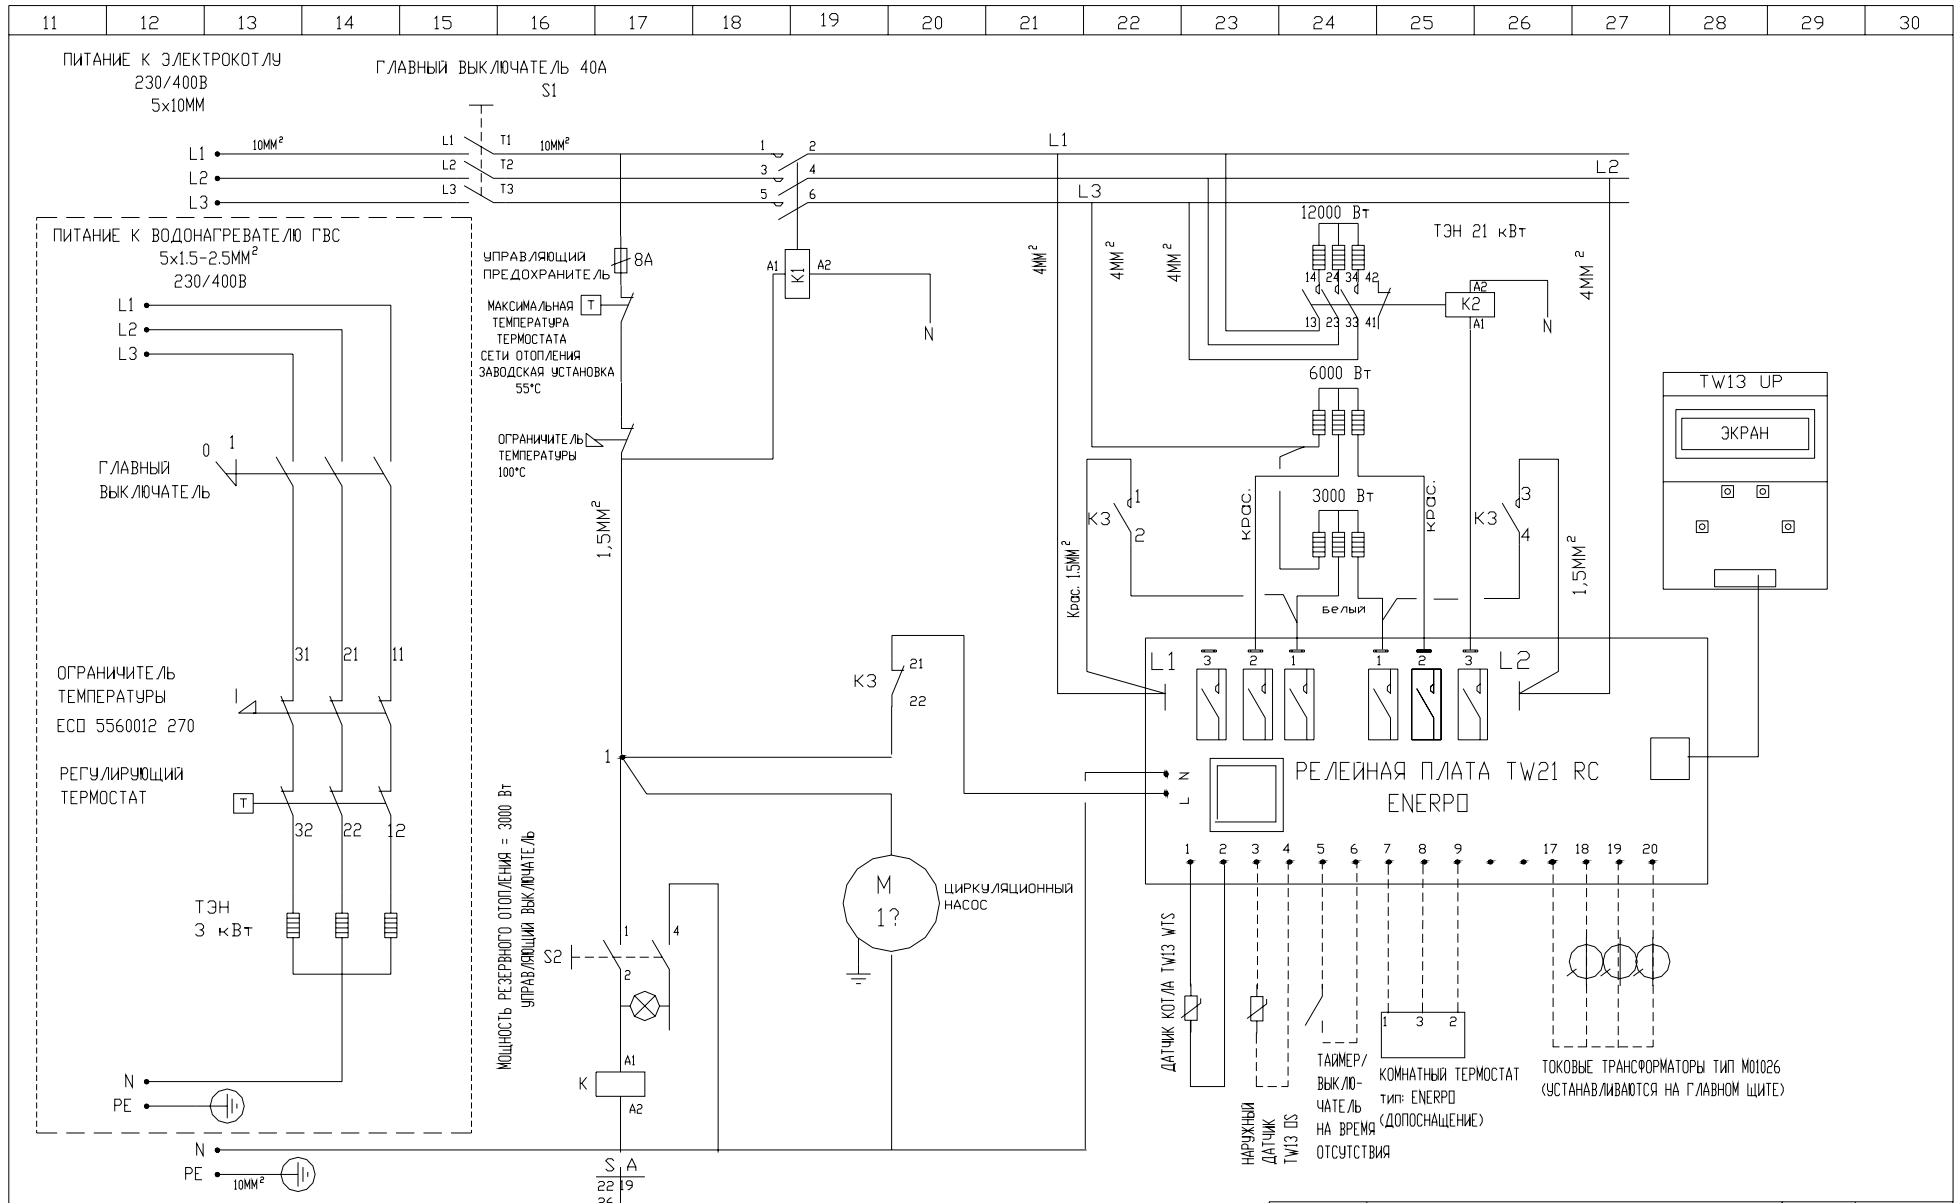 11 12 13 14 15 16 17 18 19 20 21 22 23 24 25 26 27 28 29 30
ПИТАНИЕ К ЭЛЕКТРОКОТЛУ
230/400В
5х10ММ
ГЛАВНЫЙ ВЫКЛЮЧАТЕЛЬ 40А
S1
L1 10ММ² L1 T1 10ММ² 1 2 L1
L2 L2 T2 3 4 L2
L3 L3 T3 5 6 L3
ПИТАНИЕ К ВОДОНАГРЕВАТЕЛЮ ГВС
5х1.5-2.5ММ²
230/400В
L1
L2
L3
0 1
ГЛАВНЫЙ
ВЫКЛЮЧАТЕЛЬ
31 21 11
ОГРАНИЧИТЕЛЬ
ТЕМПЕРАТУРЫ
ЕСО 5560012 270
РЕГУЛИРУЮЩИЙ
ТЕРМОСТАТ
T
32 22 12
ТЭН
3 кВт
N
PE
N
PE
10ММ²
УПРАВЛЯЮЩИЙ
ПРЕДОХРАНИТЕЛЬ
8А
МАКСИМАЛЬНАЯ
ТЕМПЕРАТУРА
ТЕРМОСТАТА
СЕТИ ОТОПЛЕНИЯ
ЗАВОДСКАЯ УСТАНОВКА
55°С
T
ОГРАНИЧИТЕЛЬ
ТЕМПЕРАТУРЫ
100°С
1,5ММ²
A1 K1 A2
N
1
МОЩНОСТЬ РЕЗЕРВНОГО ОТОПЛЕНИЯ = 3000 Вт
УПРАВЛЯЮЩИЙ ВЫКЛЮЧАТЕЛЬ
S2
1
2
4
A1
К
A2
S A
22 19
26
К3
21
22
М
1?
ЦИРКУЛЯЦИОННЫЙ
НАСОС
4ММ²
4ММ²
4ММ²
4ММ²
12000 Вт
ТЭН 21 кВт
14 24 34 42
13 23 33 41
A2
K2
A1
N
6000 Вт
3000 Вт
крас.
крас.
К3
1
2
К3
3
4
Крас. 1.5ММ²
1,5ММ²
Белый
L1 3 2 1 1 2 3 L2
N
L
РЕЛЕЙНАЯ ПЛАТА TW21 RC
ENERPO
1 2 3 4 5 6 7 8 9 17 18 19 20
TW13 UP
ЭКРАН
ДАТЧИК КОТЛА TW13 WTS
НАРУЖНЫЙ
ДАТЧИК
TW13 OS
ТАЙМЕР/
ВЫКЛЮ-
ЧАТЕЛЬ
НА ВРЕМЯ
ОТСУТСТВИЯ
1 3 2
КОМНАТНЫЙ ТЕРМОСТАТ
тип: ENERPO
(ДОПОСНАЩЕНИЕ)
ТОКОВЫЕ ТРАНСФОРМАТОРЫ ТИП М01026
(УСТАНАВЛИВАЮТСЯ НА ГЛАВНОМ ЩИТЕ)